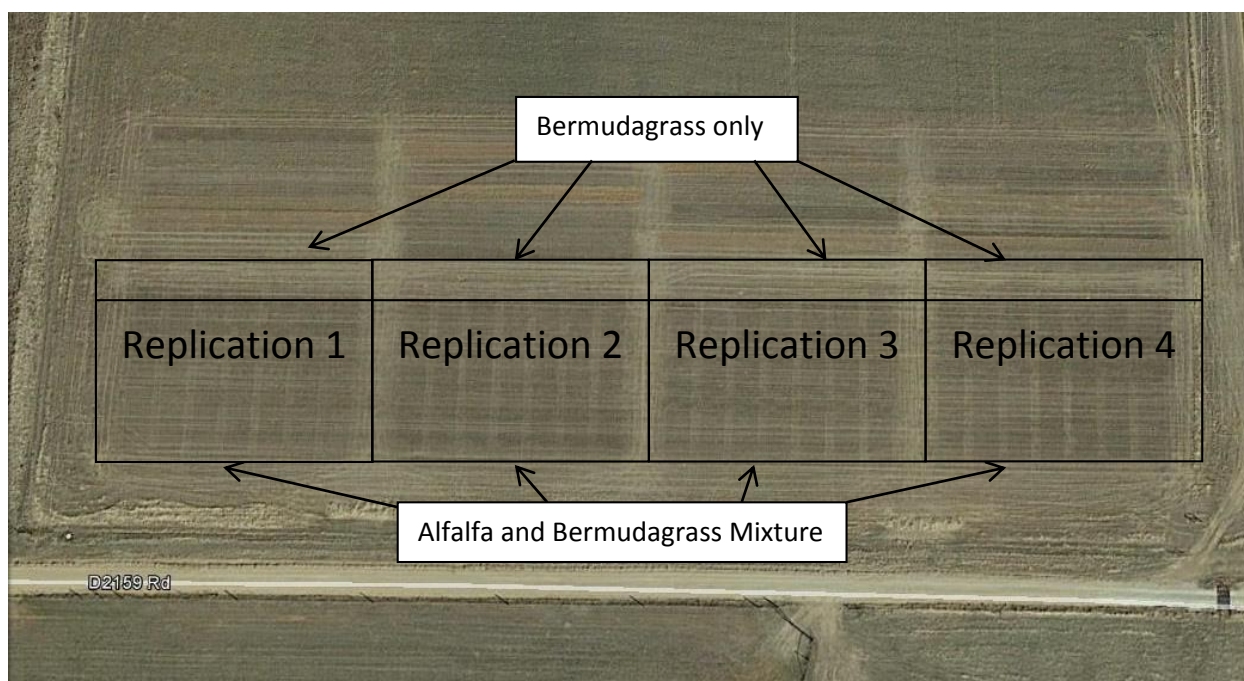 Bermudagrass only
Replication 1
Replication 2
Replication 3
Replication 4
Alfalfa and Bermudagrass Mixture
D2159 Rd